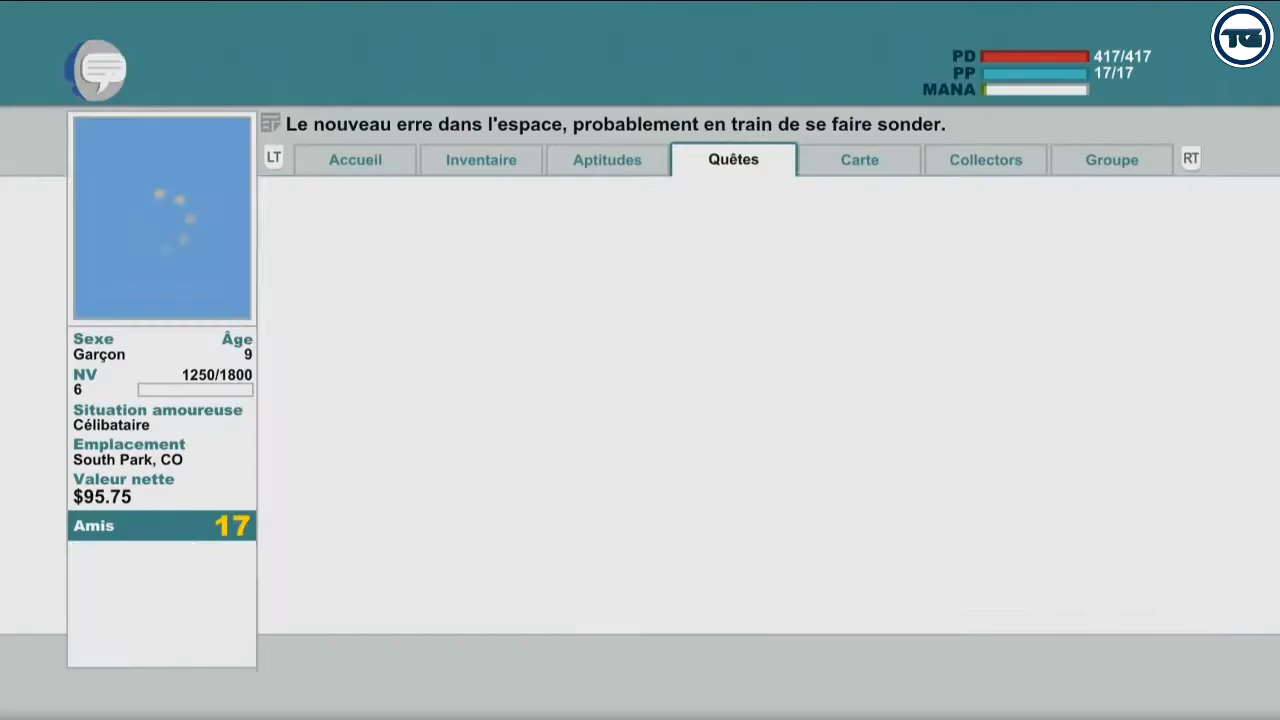 TG
PD 417/417
PP 17/17
MANA
Le nouveau erre dans l'espace, probablement en train de se faire sonder.
LT Accueil Inventaire Aptitudes Quêtes Carte Collectors Groupe RT
Sexe Âge
Garçon 9
NV 1250/1800
6
Situation amoureuse
Célibataire
Emplacement
South Park, CO
Valeur nette
$95.75
Amis 17